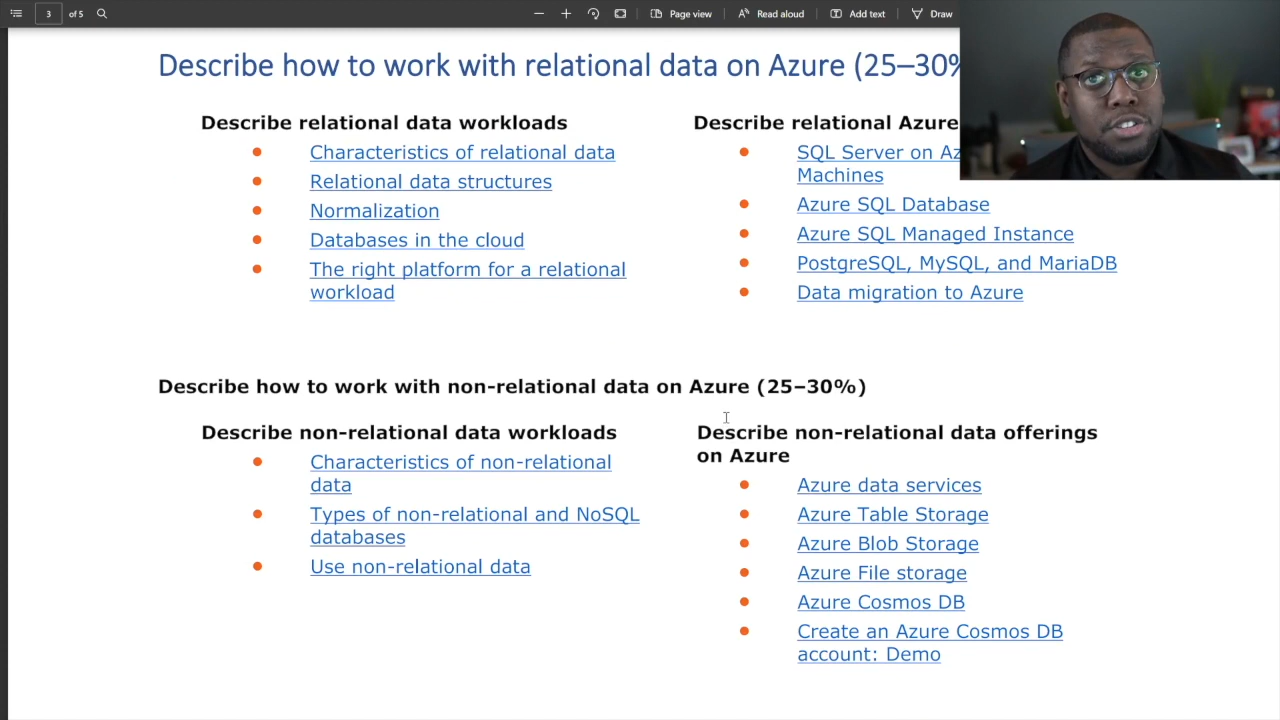 3 of 5 Page view Read aloud Add text Draw
Describe how to work with relational data on Azure (25–30%
Describe relational data workloads
Characteristics of relational data
Relational data structures
Normalization
Databases in the cloud
The right platform for a relational
workload
Describe relational Azure
SQL Server on Az
Machines
Azure SQL Database
Azure SQL Managed Instance
PostgreSQL, MySQL, and MariaDB
Data migration to Azure
Describe how to work with non-relational data on Azure (25–30%)
Describe non-relational data workloads
Characteristics of non-relational
data
Types of non-relational and NoSQL
databases
Use non-relational data
Describe non-relational data offerings
on Azure
Azure data services
Azure Table Storage
Azure Blob Storage
Azure File storage
Azure Cosmos DB
Create an Azure Cosmos DB
account: Demo